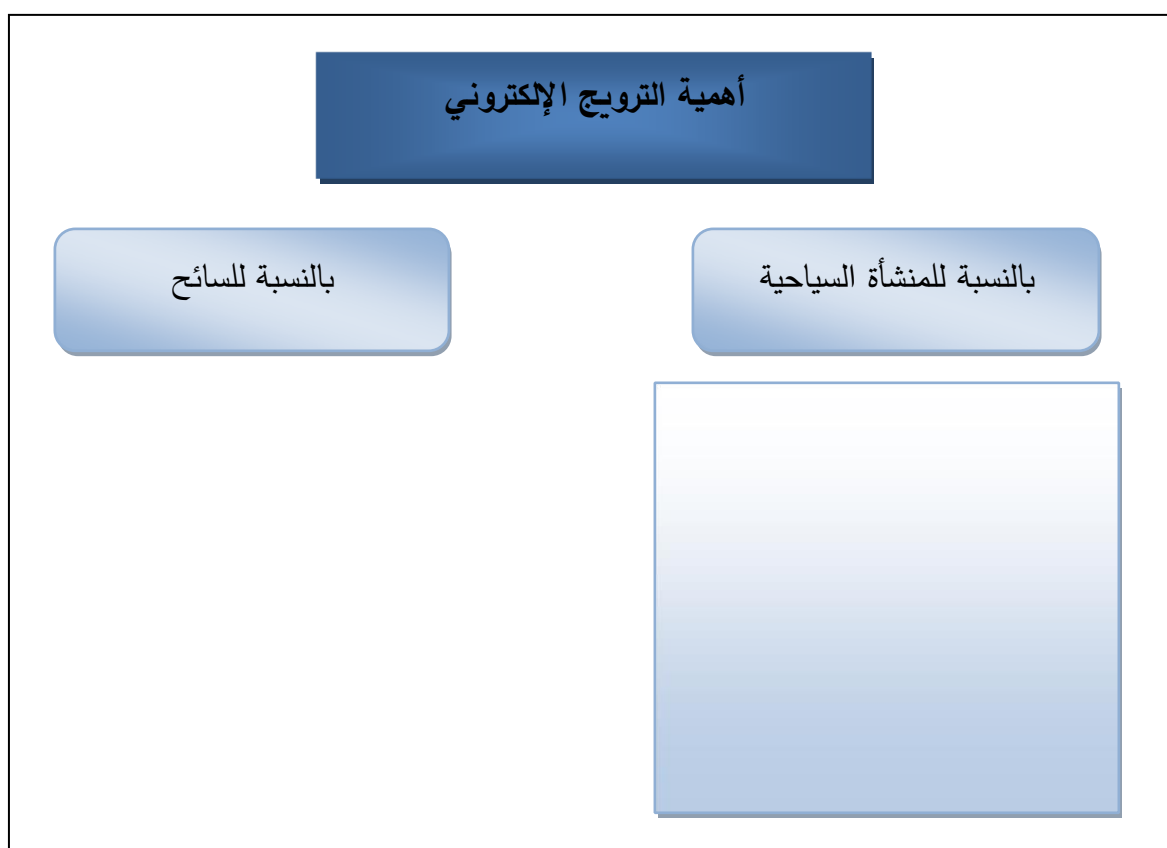 أهمية الترويج الإلكتروني
بالنسبة للمنشأة السياحية
بالنسبة للسائح